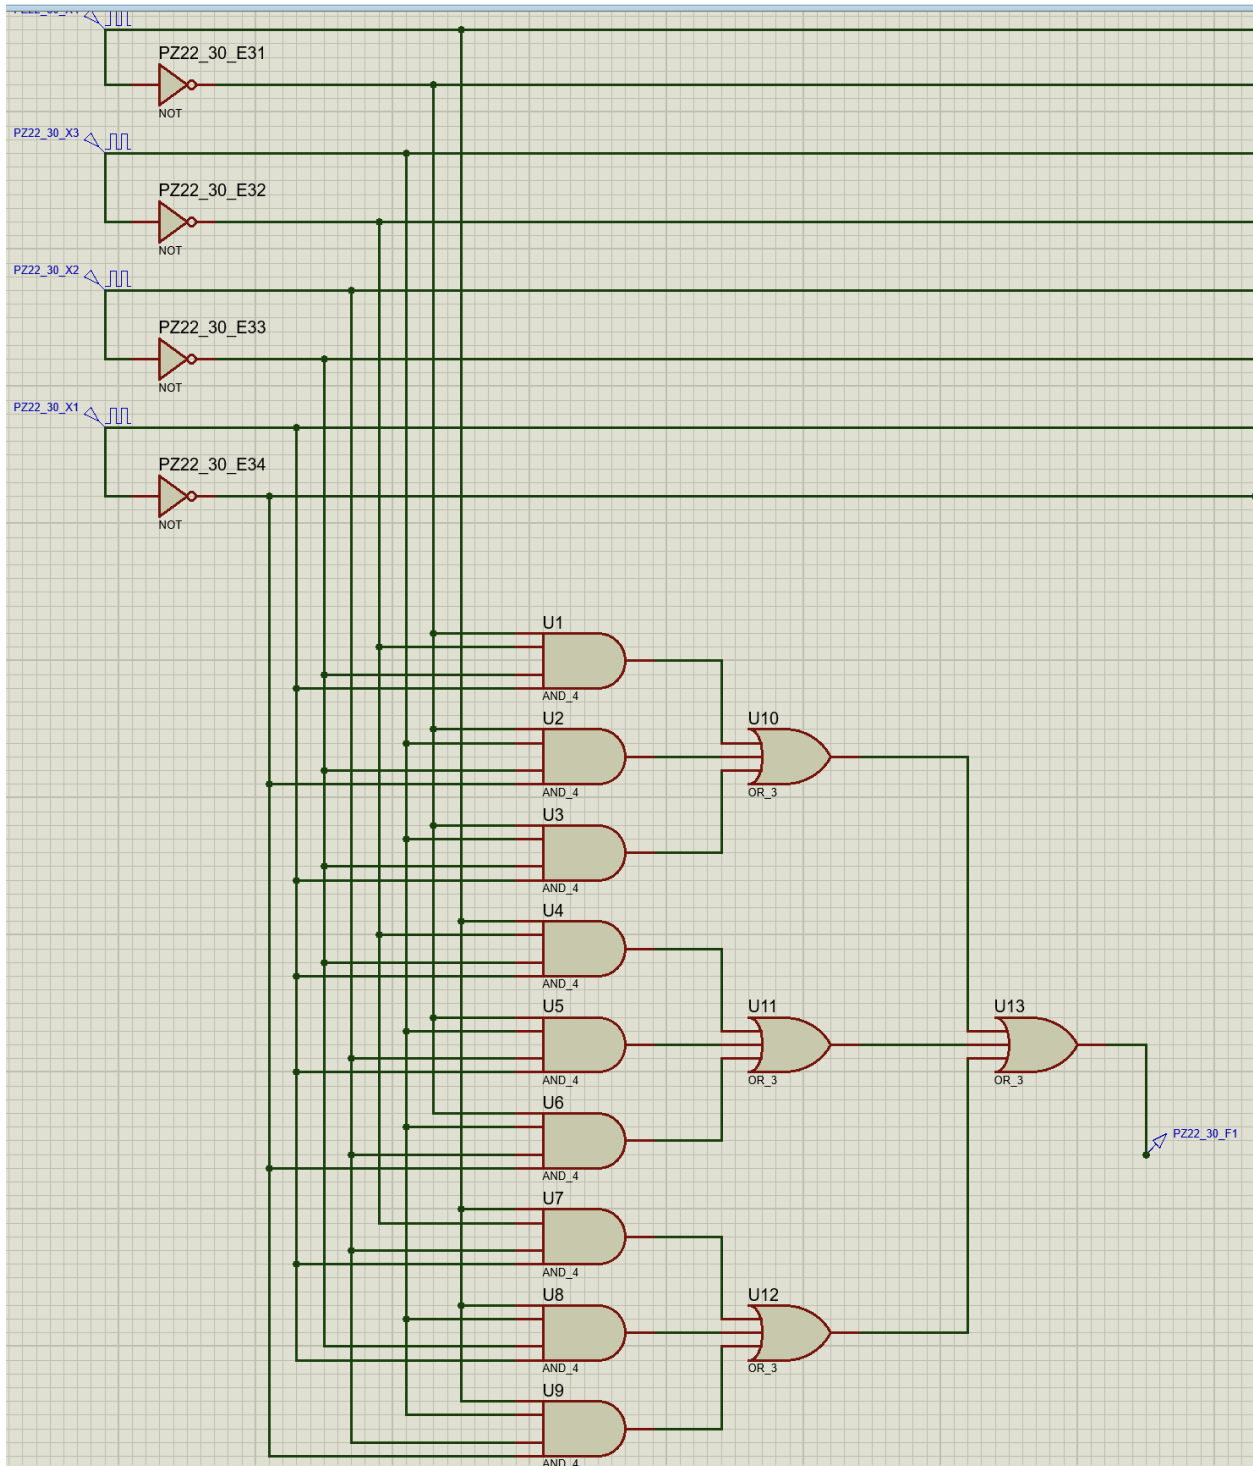 PZ22_30_E31
NOT
PZ22_30_X3
PZ22_30_E32
NOT
PZ22_30_X2
PZ22_30_E33
NOT
PZ22_30_X1
PZ22_30_E34
NOT
U1
AND_4
U2
AND_4
U10
OR_3
U3
AND_4
U4
AND_4
U5
AND_4
U11
OR_3
U13
OR_3
U6
AND_4
PZ22_30_F1
U7
AND_4
U8
AND_4
U12
OR_3
U9
AND_4